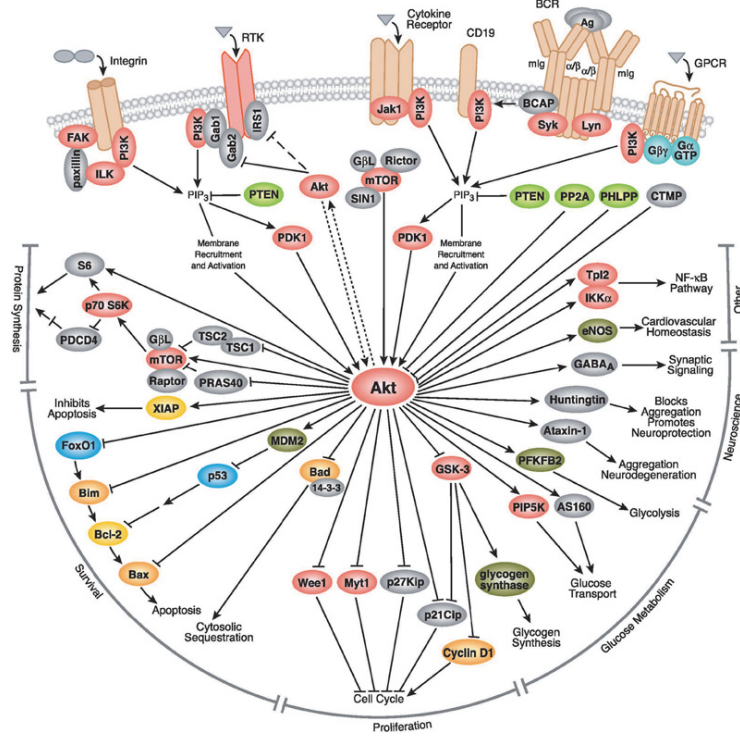 Integrin
RTK
Cytokine
Receptor
CD19
BCR
Ag
mIg
α/β α/β
mIg
GPCR
FAK
paxillin
ILK
PI3K
PI3K
Gab1
Gab2
IRS1
Jak1
PI3K
PI3K
BCAP
Syk
Lyn
PI3K
Gβγ
Gα
GTP
PIP3
PTEN
Akt
GβL
Rictor
mTOR
SIN1
PIP3
PTEN
PP2A
PHLPP
CTMP
PDK1
Membrane
Recruitment
and Activation
PDK1
Membrane
Recruitment
and Activation
Protein Synthesis
S6
p70 S6K
PDCD4
GβL
mTOR
Raptor
TSC2
TSC1
PRAS40
Akt
Tpl2
IKKα
NF-κB
Pathway
eNOS
Cardiovascular
Homeostasis
Other
GABAA
Synaptic
Signaling
Huntingtin
Blocks
Aggregation
Promotes
Neuroprotection
Ataxin-1
Aggregation
Neurodegeneration
Neuroscience
Inhibits
Apoptosis
XIAP
FoxO1
MDM2
p53
Bim
Bcl-2
Bax
Apoptosis
Survival
Bad
14-3-3
Cytosolic
Sequestration
GSK-3
PFKFB2
Glycolysis
PIP5K
AS160
Glucose
Transport
Glucose Metabolism
Wee1
Myt1
p27Kip
p21Cip
glycogen
synthase
Glycogen
Synthesis
Cyclin D1
Cell Cycle
Proliferation